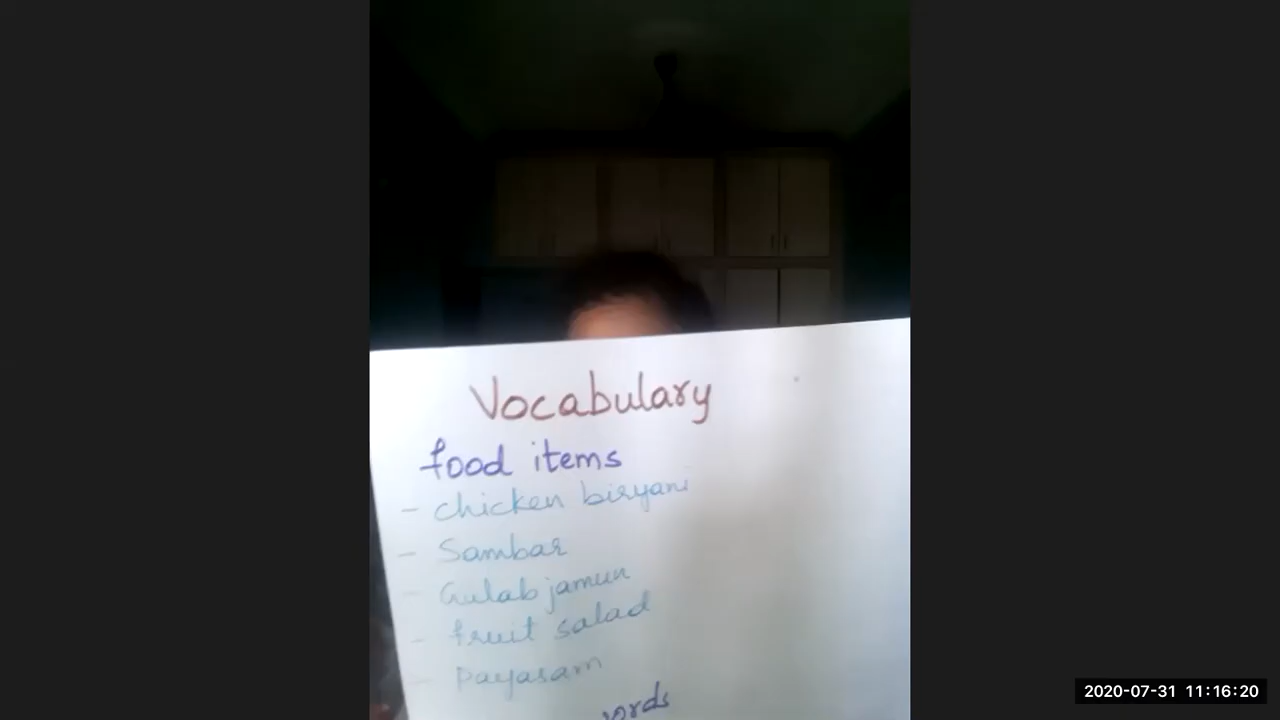 Vocabulary
food items
- chicken biryani
- Sambar
- Gulab jamun
- fruit salad
- Payasam
2020-07-31 11:16:20